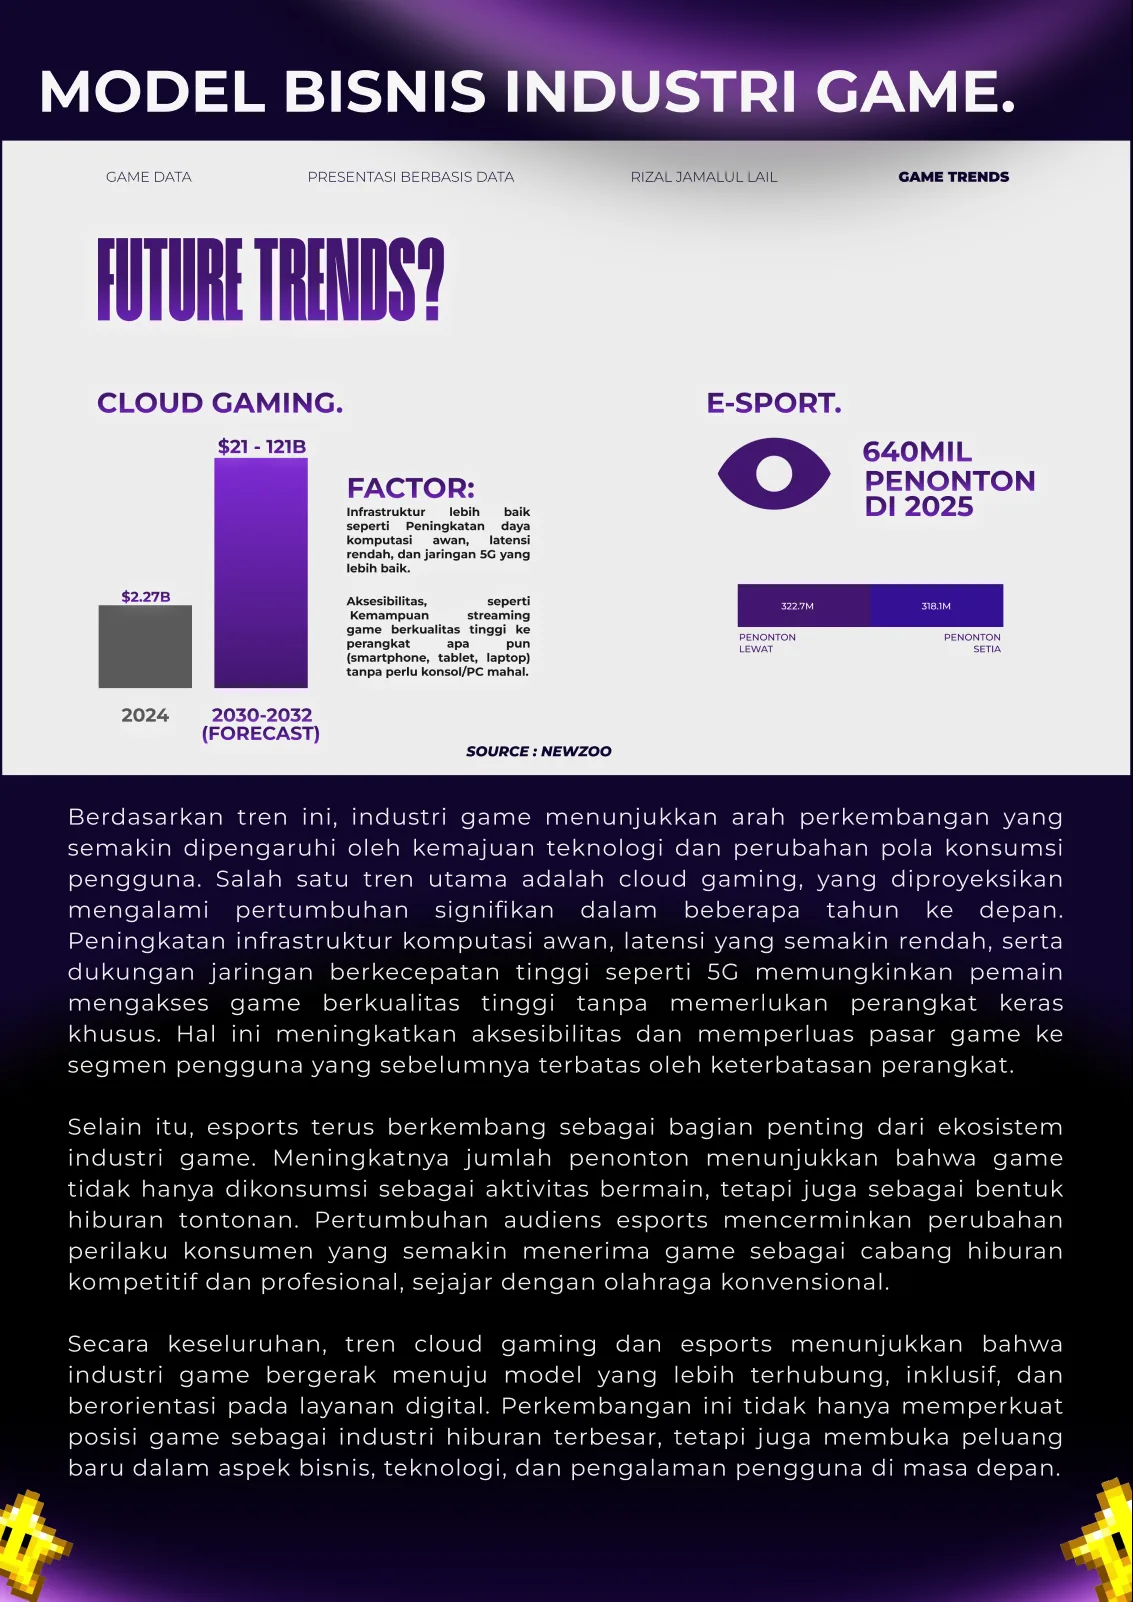 MODEL BISNIS INDUSTRI GAME.
GAME DATA
PRESENTASI BERBASIS DATA
RIZAL JAMALUL LAIL
GAME TRENDS
FUTURE TRENDS?
CLOUD GAMING.
$21 - 121B
$2.27B
2024
2030-2032
(FORECAST)
FACTOR:
Infrastruktur lebih baik
seperti Peningkatan daya
komputasi awan, latensi
rendah, dan jaringan 5G yang
lebih baik.
Aksesibilitas, seperti
Kemampuan streaming
game berkualitas tinggi ke
perangkat apa pun
(smartphone, tablet, laptop)
tanpa perlu konsol/PC mahal.
E-SPORT.
640MIL
PENONTON
DI 2025
322.7M
318.1M
PENONTON
LEWAT
PENONTON
SETIA
SOURCE : NEWZOO
Berdasarkan tren ini, industri game menunjukkan arah perkembangan yang
semakin dipengaruhi oleh kemajuan teknologi dan perubahan pola konsumsi
pengguna. Salah satu tren utama adalah cloud gaming, yang diproyeksikan
mengalami pertumbuhan signifikan dalam beberapa tahun ke depan.
Peningkatan infrastruktur komputasi awan, latensi yang semakin rendah, serta
dukungan jaringan berkecepatan tinggi seperti 5G memungkinkan pemain
mengakses game berkualitas tinggi tanpa memerlukan perangkat keras
khusus. Hal ini meningkatkan aksesibilitas dan memperluas pasar game ke
segmen pengguna yang sebelumnya terbatas oleh keterbatasan perangkat.
Selain itu, esports terus berkembang sebagai bagian penting dari ekosistem
industri game. Meningkatnya jumlah penonton menunjukkan bahwa game
tidak hanya dikonsumsi sebagai aktivitas bermain, tetapi juga sebagai bentuk
hiburan tontonan. Pertumbuhan audiens esports mencerminkan perubahan
perilaku konsumen yang semakin menerima game sebagai cabang hiburan
kompetitif dan profesional, sejajar dengan olahraga konvensional.
Secara keseluruhan, tren cloud gaming dan esports menunjukkan bahwa
industri game bergerak menuju model yang lebih terhubung, inklusif, dan
berorientasi pada layanan digital. Perkembangan ini tidak hanya memperkuat
posisi game sebagai industri hiburan terbesar, tetapi juga membuka peluang
baru dalam aspek bisnis, teknologi, dan pengalaman pengguna di masa depan.